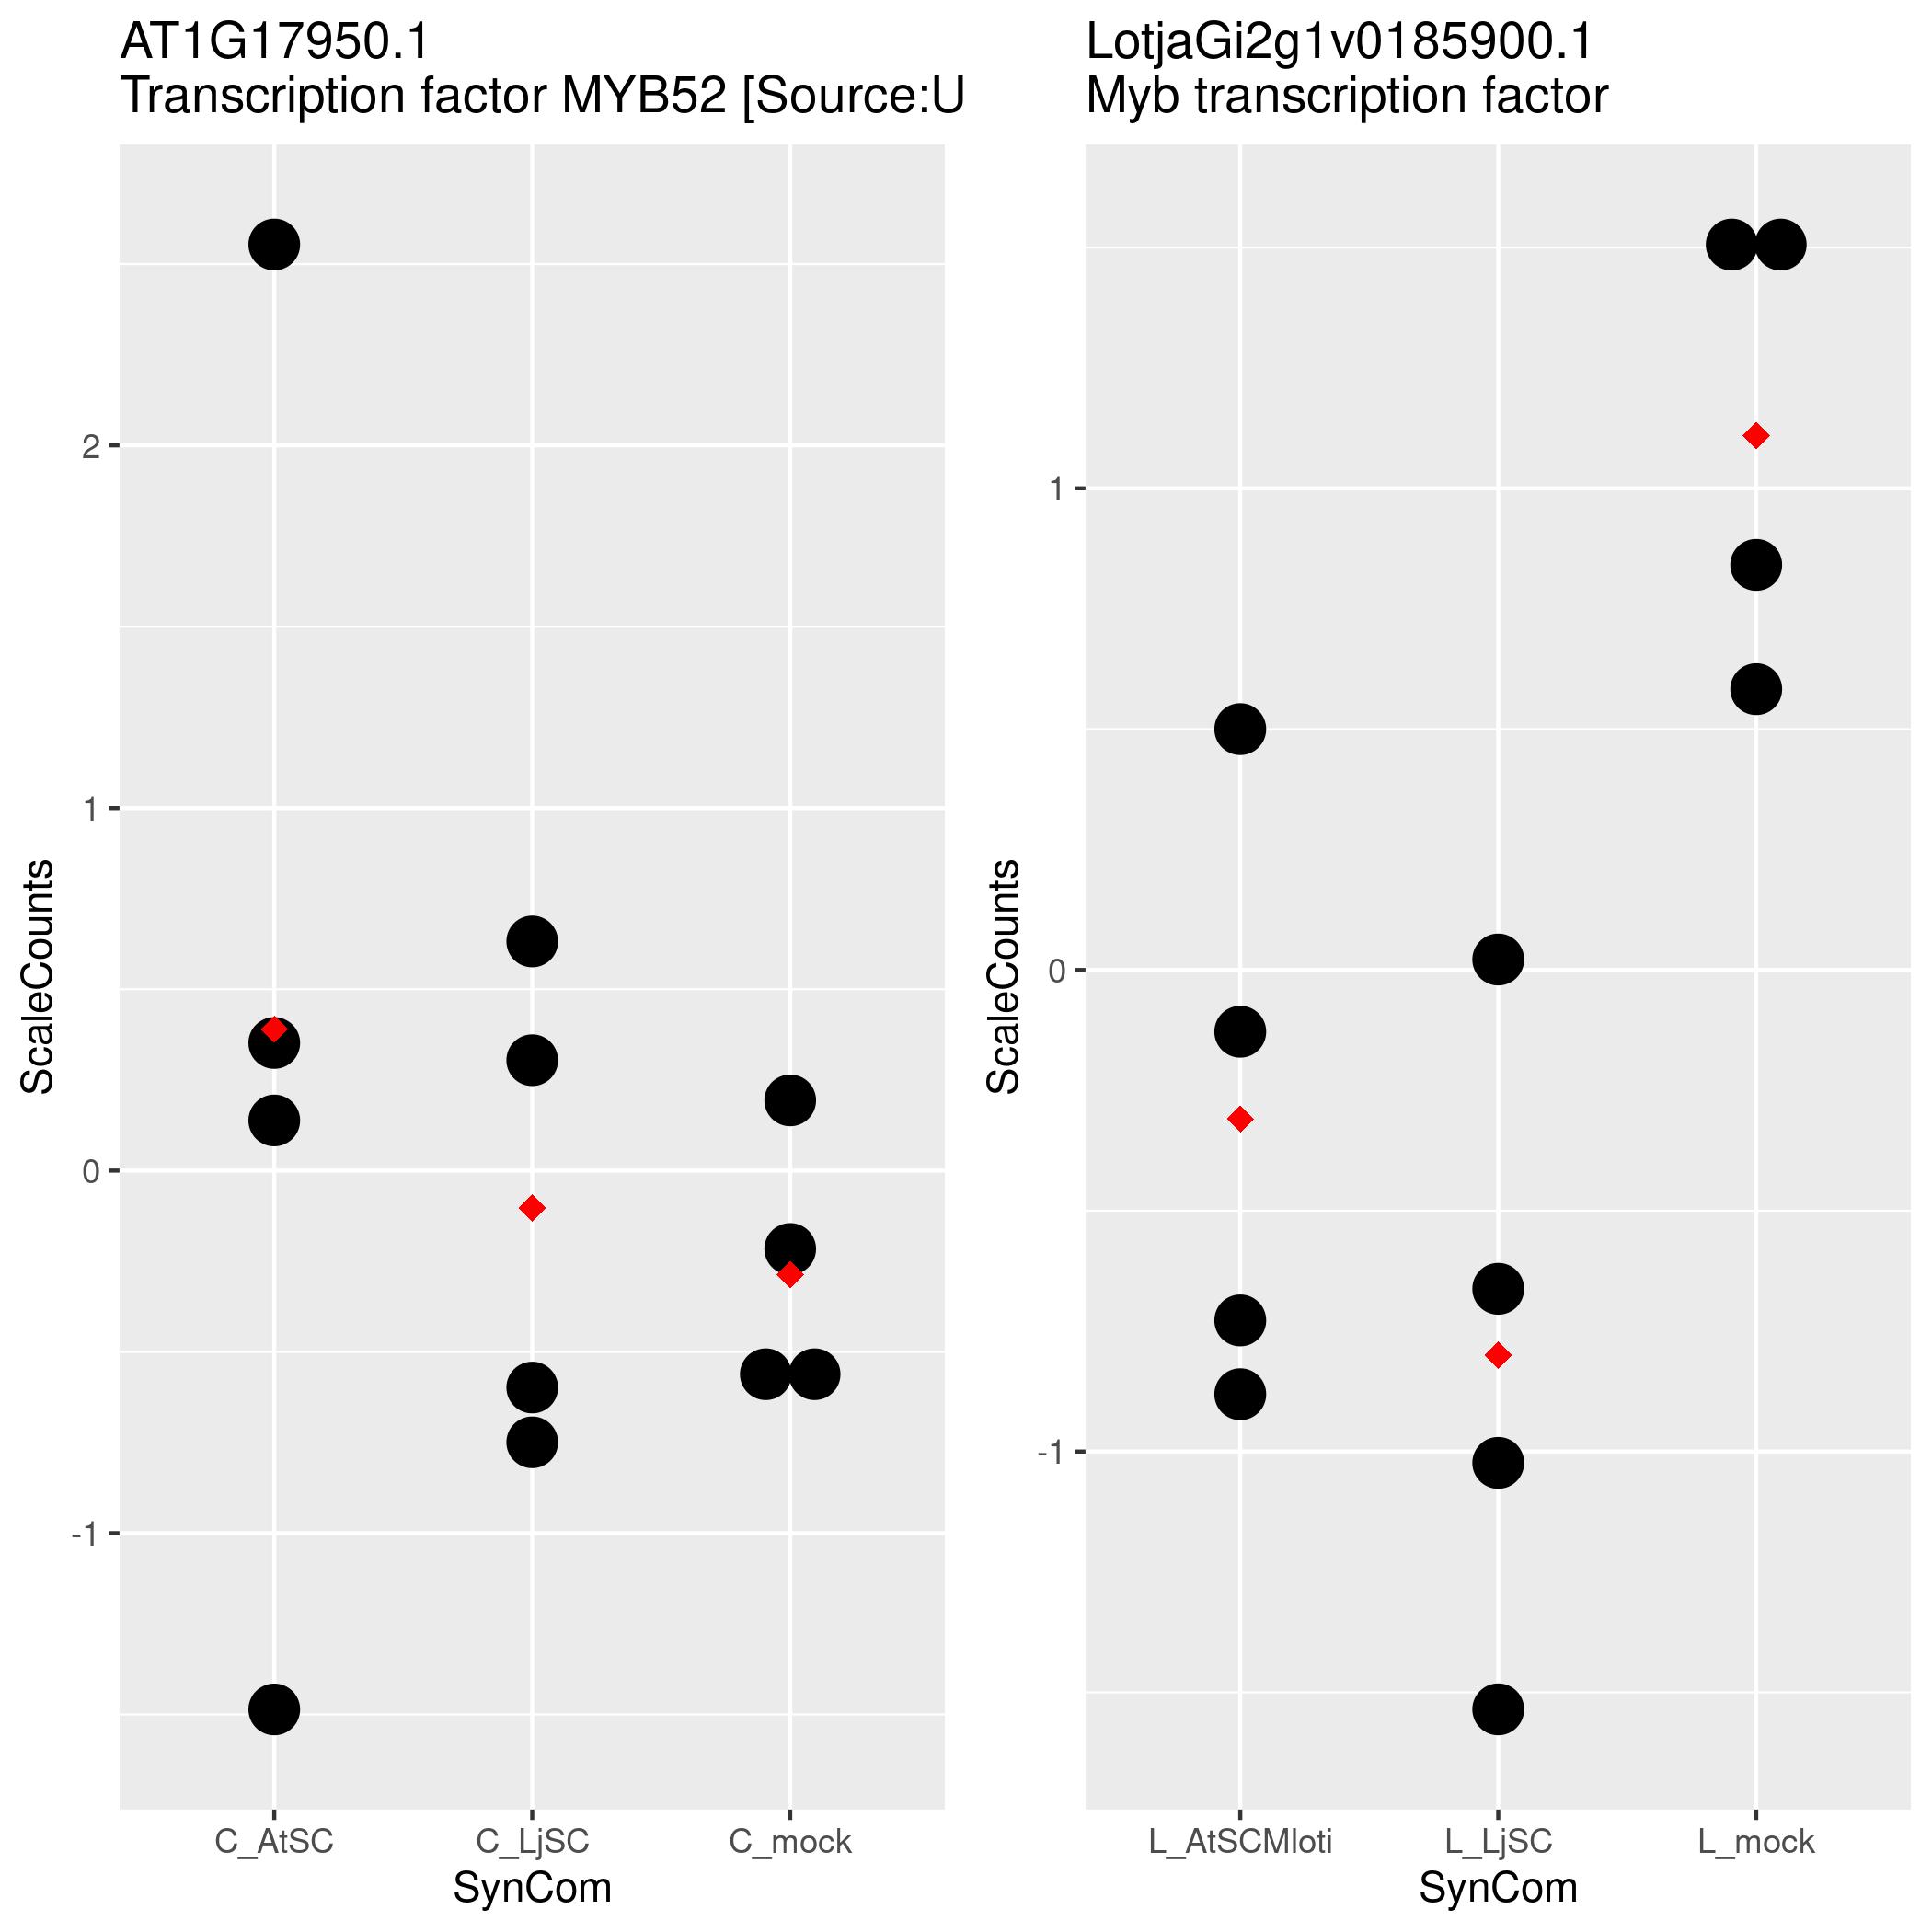 AT1G17950.1
Transcription factor MYB52 [Source:U
ScaleCounts
2
1
0
-1
C_AtSC C_LjSC C_mock
SynCom
LotjaGi2g1v0185900.1
Myb transcription factor
ScaleCounts
1
0
-1
L_AtSCMloti L_LjSC L_mock
SynCom